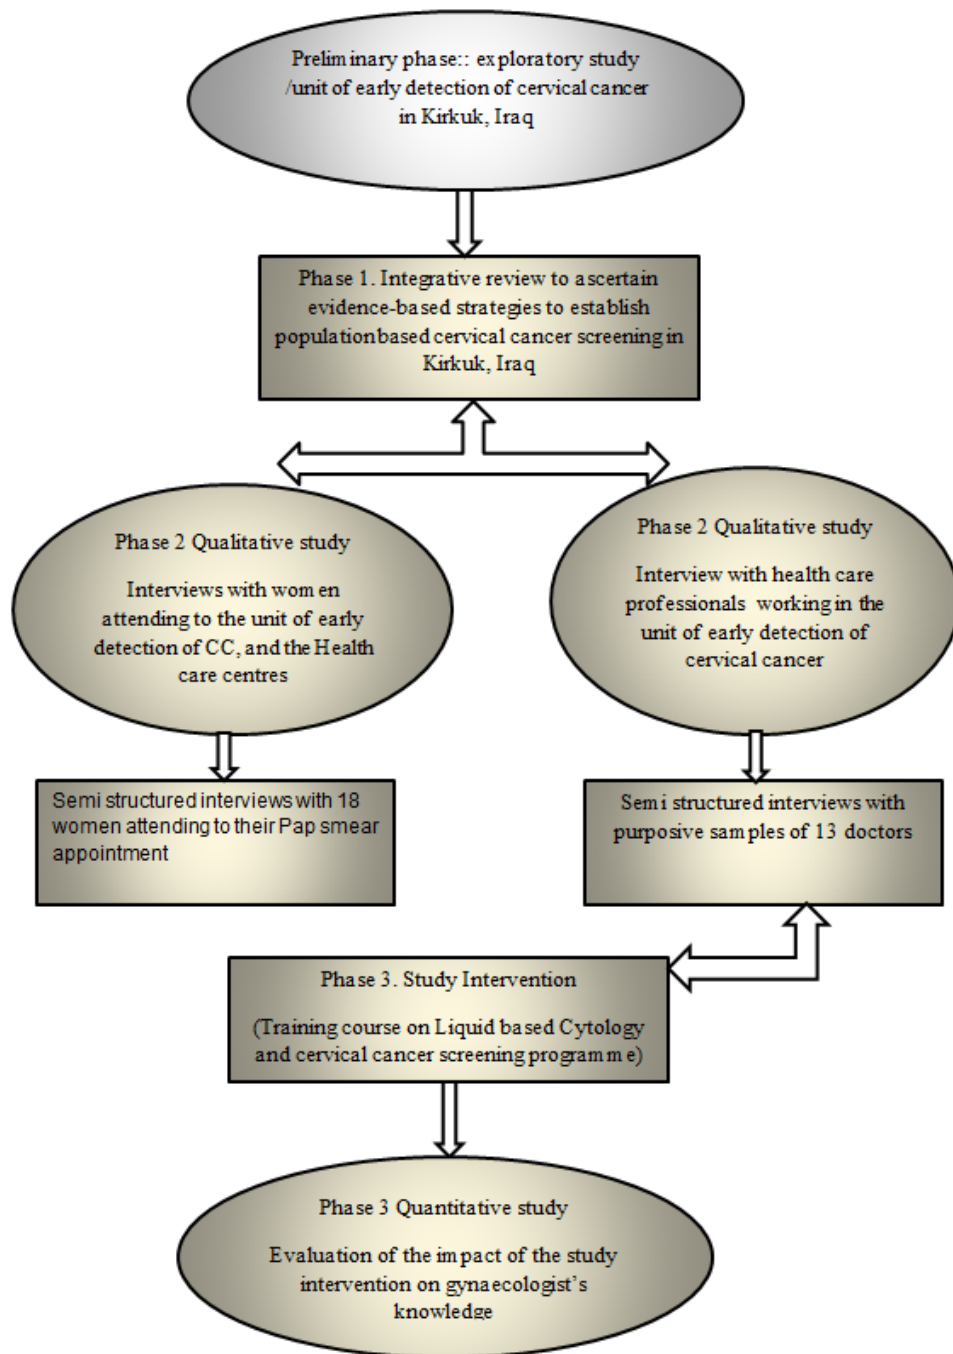 Preliminary phase:: exploratory study
/unit of early detection of cervical cancer
in Kirkuk, Iraq
Phase 1. Integrative review to ascertain
evidence-based strategies to establish
population based cervical cancer screening in
Kirkuk, Iraq
Phase 2 Qualitative study
Interviews with women
attending to the unit of early
detection of CC, and the Health
care centres
Phase 2 Qualitative study
Interview with health care
professionals working in the
unit of early detection of
cervical cancer
Semi structured interviews with 18
women attending to their Pap smear
appointment
Semi structured interviews with
purposive samples of 13 doctors
Phase 3. Study Intervention
(Training course on Liquid based Cytology
and cervical cancer screening programme)
Phase 3 Quantitative study
Evaluation of the impact of the study
intervention on gynaecologist's
knowledge